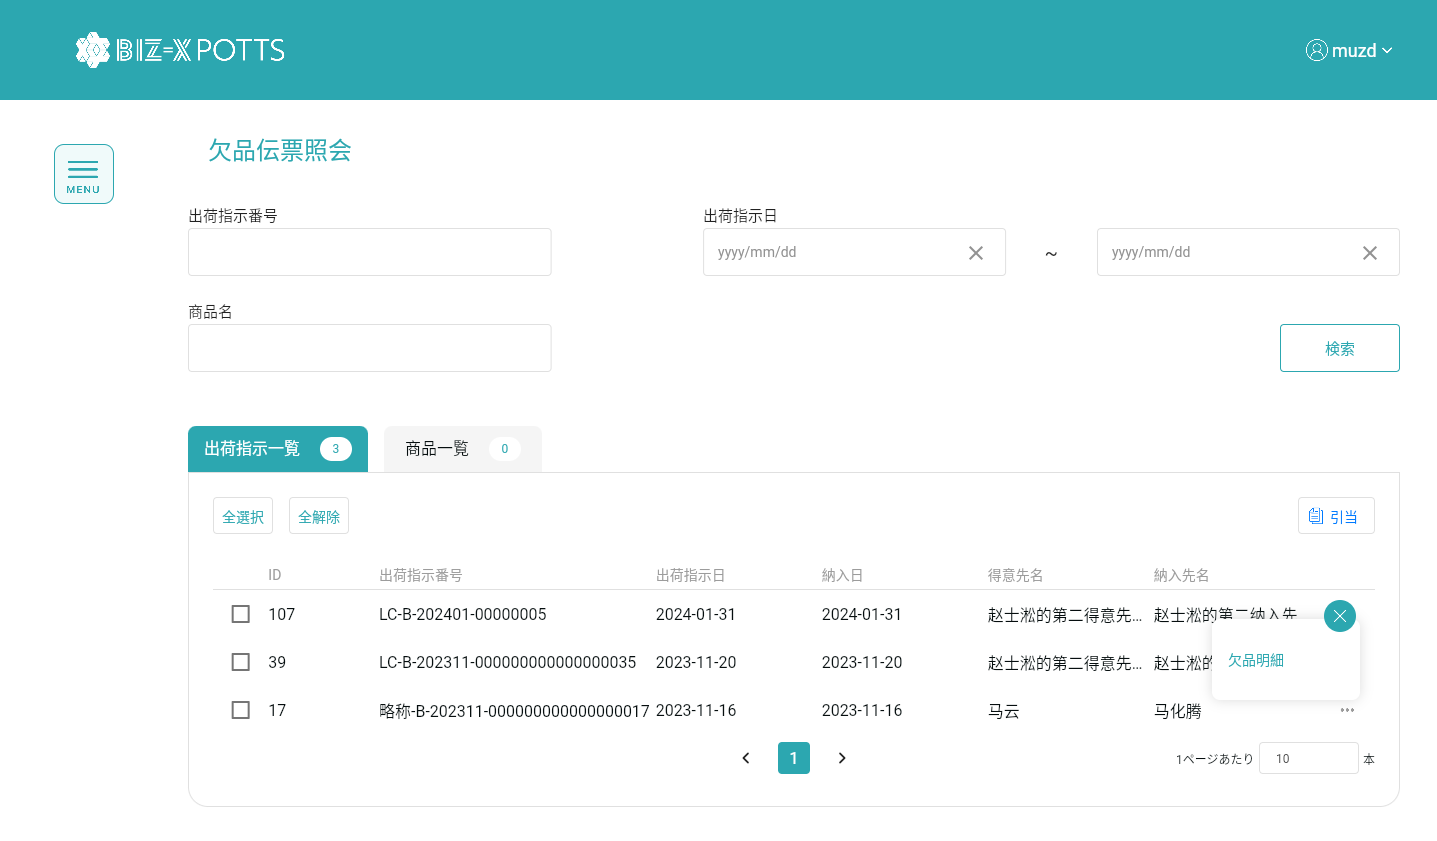 BIZ-X POTTS
muzd
MENU
欠品伝票照会
出荷指示番号
出荷指示日
yyyy/mm/dd
~
yyyy/mm/dd
商品名
検索
出荷指示一覧 3
商品一覧 0
全選択
全解除
引当
ID 出荷指示番号 出荷指示日 納入日 得意先名 納入先名
107 LC-B-202401-00000005 2024-01-31 2024-01-31 赵士淞的第二得意先... 赵士淞的第二纳入先
39 LC-B-202311-000000000000000035 2023-11-20 2023-11-20 赵士淞的第二得意先... 赵士淞的
欠品明細
17 略称-B-202311-000000000000000017 2023-11-16 2023-11-16 马云 马化腾
1
1ページあたり 10 本